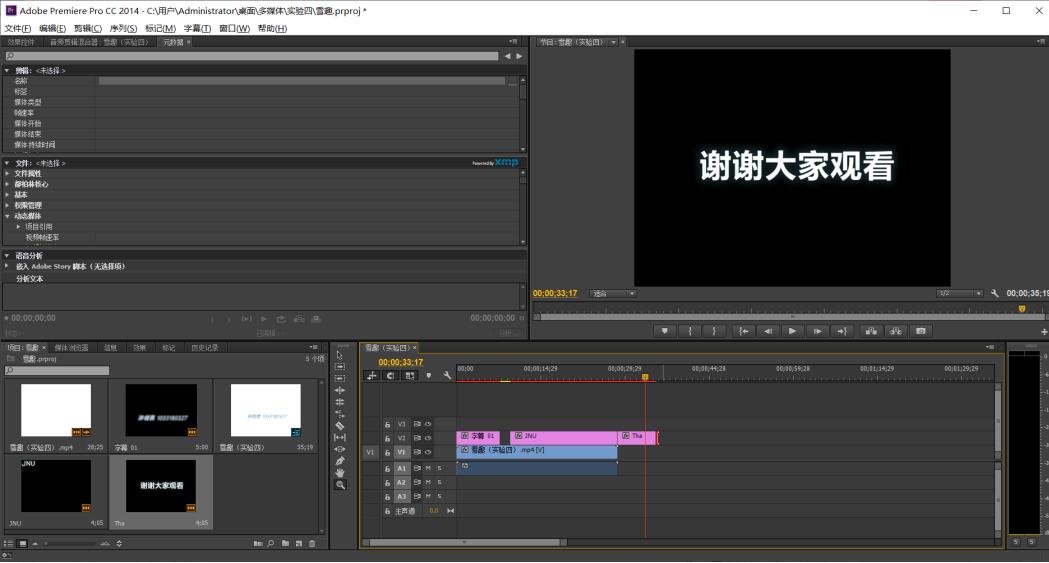 Adobe Premiere Pro CC 2014 - C:\用户\Administrator\桌面\多媒体\实验四\雪趣.prproj *
文件(F) 编辑(E) 剪辑(C) 序列(S) 标记(M) 字幕(T) 窗口(W) 帮助(H)
效果控件 音频剪辑混合器: 雪趣（实验四） 元数据 ×
节目: 雪趣（实验四） ×
剪辑: <未选择>
名称
标签
媒体类型
帧速率
媒体开始
媒体结束
媒体持续时间
文件: <未选择> Powered By xmp
文件属性
都柏林核心
基本
权限管理
动态媒体
项目引用
视频帧速率
语音分析
嵌入 Adobe Story 脚本（无选择项）
分析文本
00;00;00;00 00;00;00;00
状态: 已编辑: 分析...
谢谢大家观看
00;00;33;17 适合 1/2 00;00;35;19
项目: 雪趣 × 媒体浏览器 信息 效果 标记 历史记录
雪趣.prproj 5 个项
雪趣（实验四）.mp4 28;25
字幕 01 5:00
雪趣（实验四） 35;19
JNU
谢谢大家观看
JNU 4;05
Tha 4;05
雪趣（实验四） ×
00;00;33;17
00;00 00;00;14;29 00;00;29;29 00;00;44;28 00;00;59;28 00;01;14;29 00;01;29;29
V3
V2 字幕 01 JNU Tha
V1 V1 雪趣（实验四）.mp4 [V]
A1 M S
A2 M S
A3 M S
主声道 0.0
S S